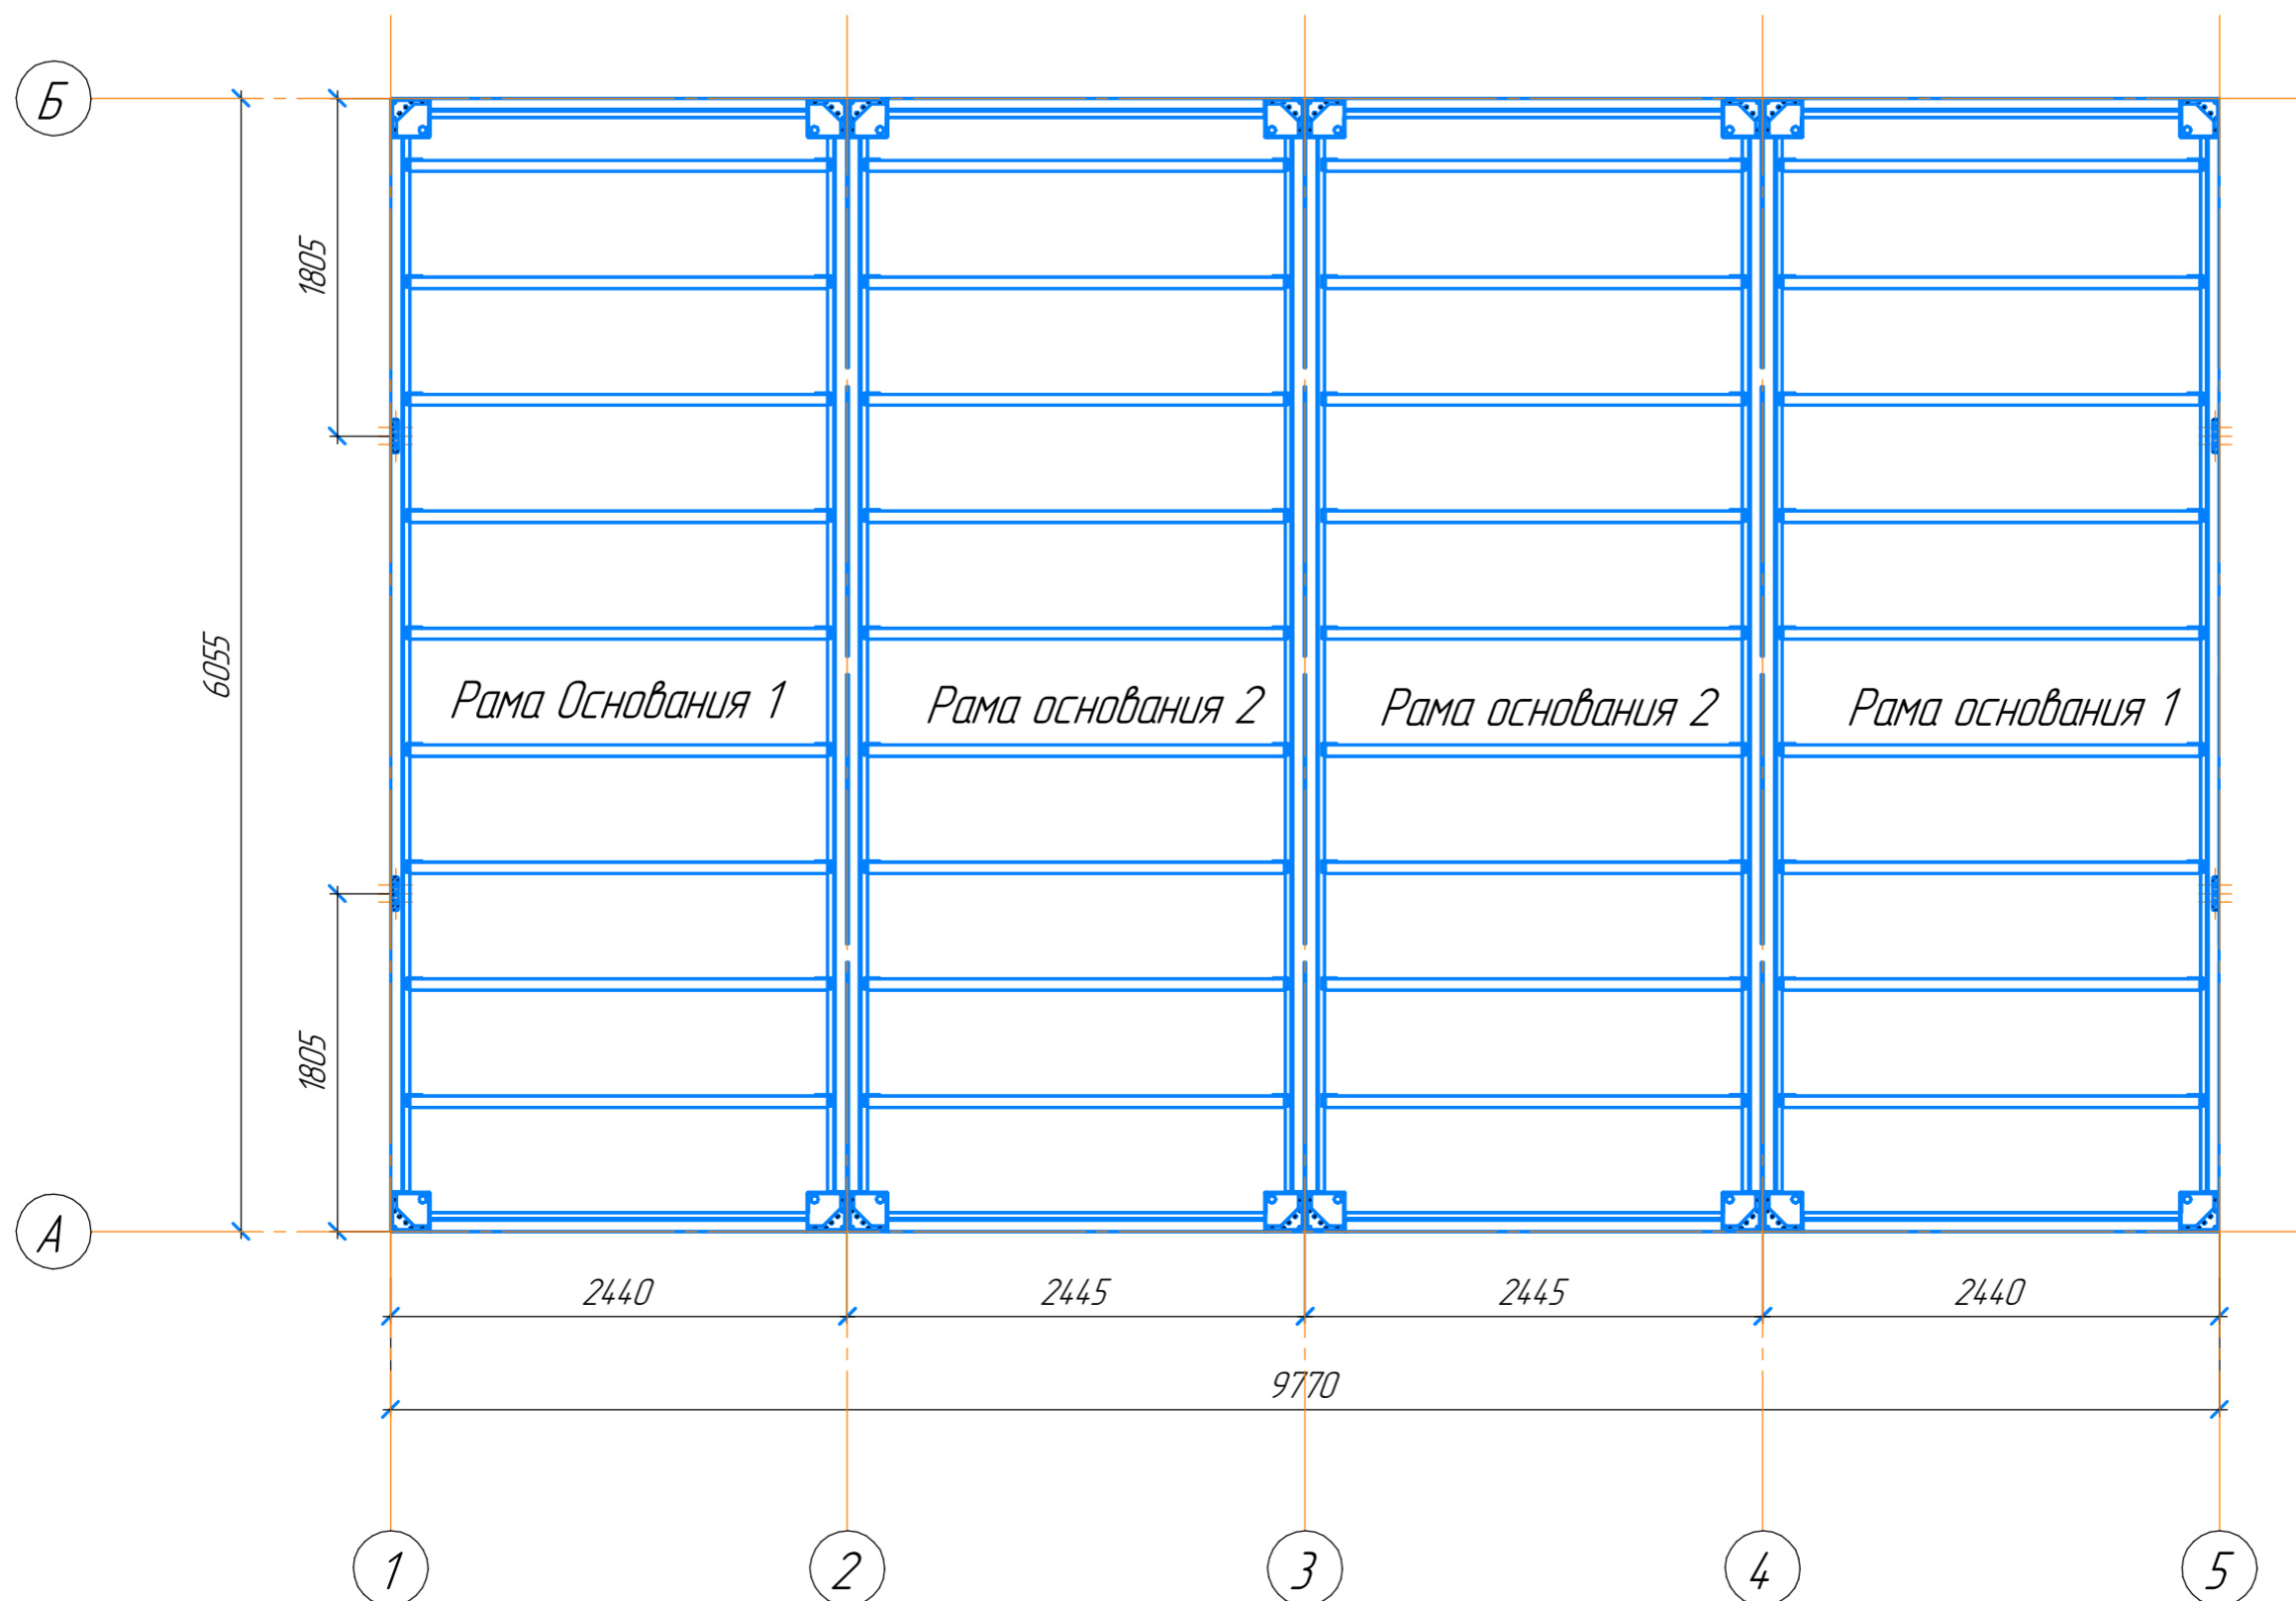 Б
1805
6055
Рама Основания 1
Рама основания 2
Рама основания 2
Рама основания 1
1805
А
2440
2445
2445
2440
9770
1
2
3
4
5